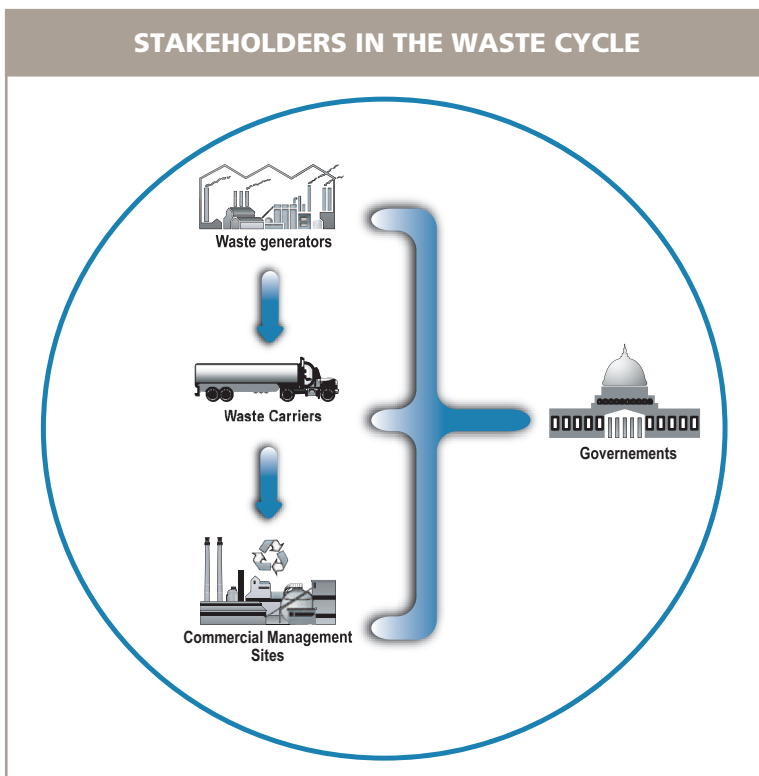 STAKEHOLDERS IN THE WASTE CYCLE
Waste generators
Waste Carriers
Governements
Commercial Management
Sites